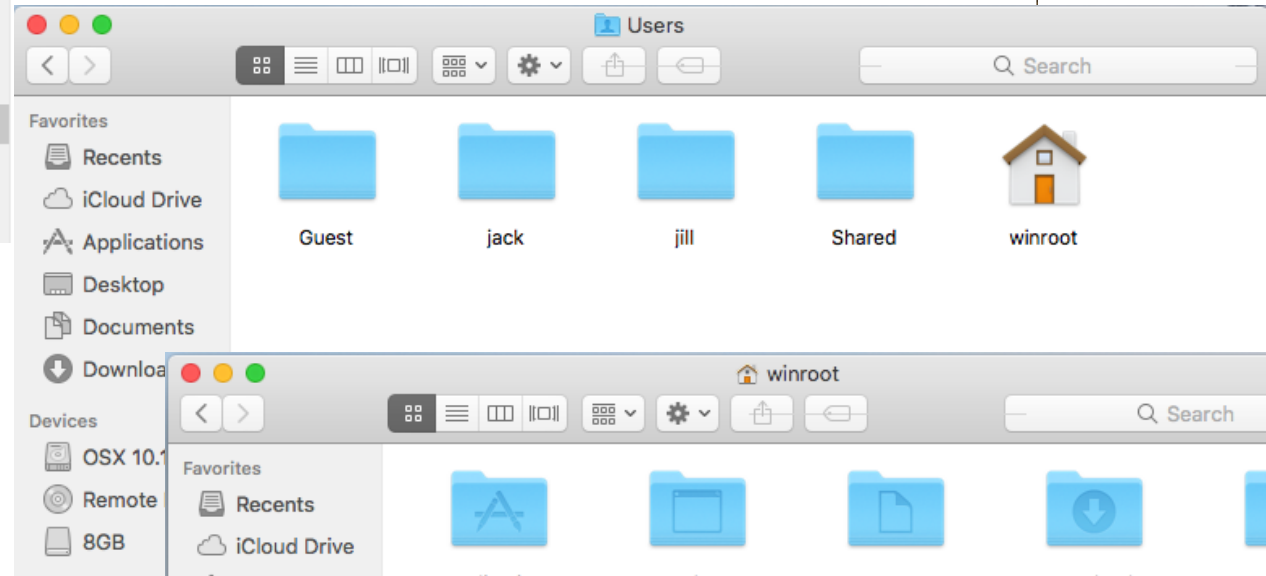 Users
Search
Favorites
Recents
iCloud Drive
Applications
Desktop
Documents
Downloa
Guest
jack
jill
Shared
winroot
Devices
OSX 10.1
Remote
8GB
winroot
Search
Favorites
Recents
iCloud Drive